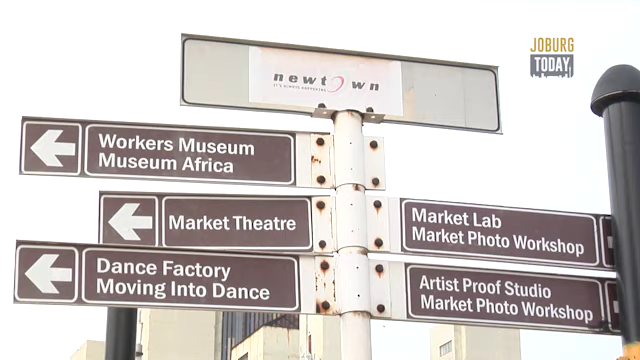 JOBURG
TODAY
newtown
IT'S ALWAYS HAPPENING
Workers Museum
Museum Africa
Market Theatre
Dance Factory
Moving Into Dance
Market Lab
Market Photo Workshop
Artist Proof Studio
Market Photo Workshop